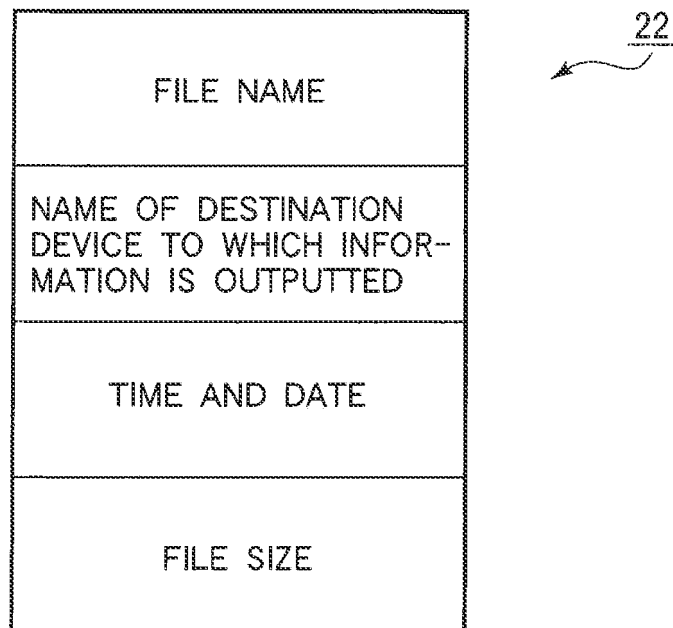 22
FILE NAME
NAME OF DESTINATION
DEVICE TO WHICH INFOR-
MATION IS OUTPUTTED
TIME AND DATE
FILE SIZE